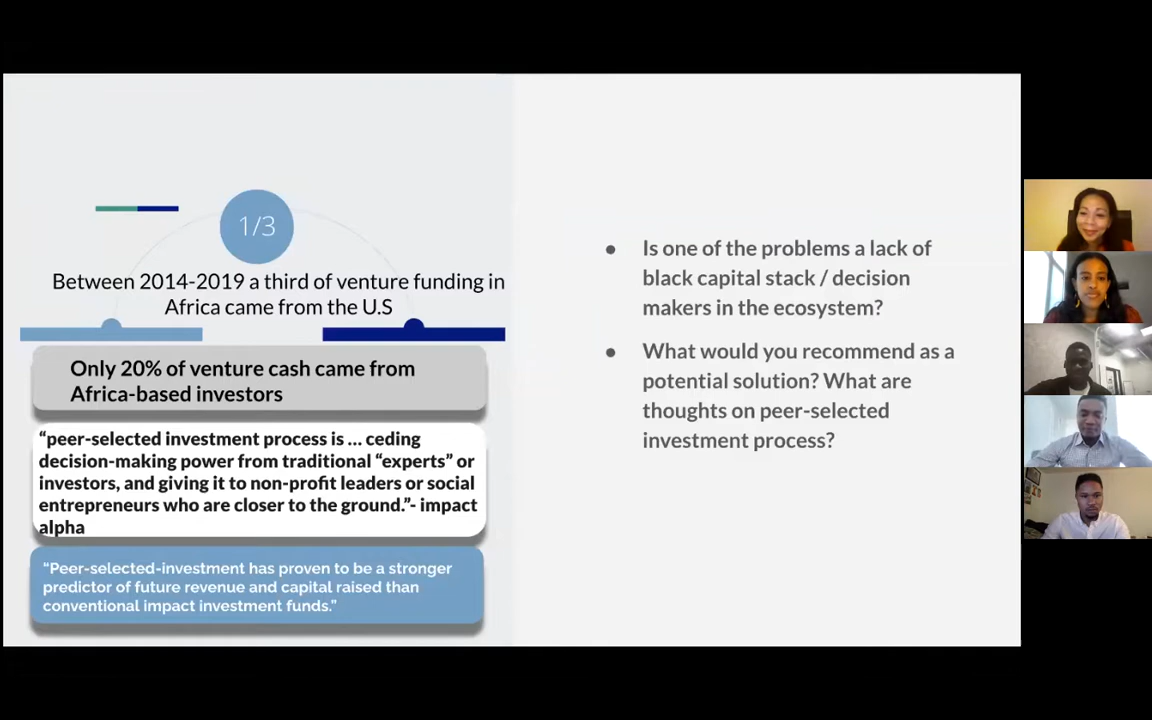 1/3
Between 2014-2019 a third of venture funding in
Africa came from the U.S
Only 20% of venture cash came from
Africa-based investors
“peer-selected investment process is ... ceding
decision-making power from traditional “experts” or
investors, and giving it to non-profit leaders or social
entrepreneurs who are closer to the ground.”- impact
alpha
“Peer-selected-investment has proven to be a stronger
predictor of future revenue and capital raised than
conventional impact investment funds.”
● Is one of the problems a lack of
black capital stack / decision
makers in the ecosystem?
● What would you recommend as a
potential solution? What are
thoughts on peer-selected
investment process?